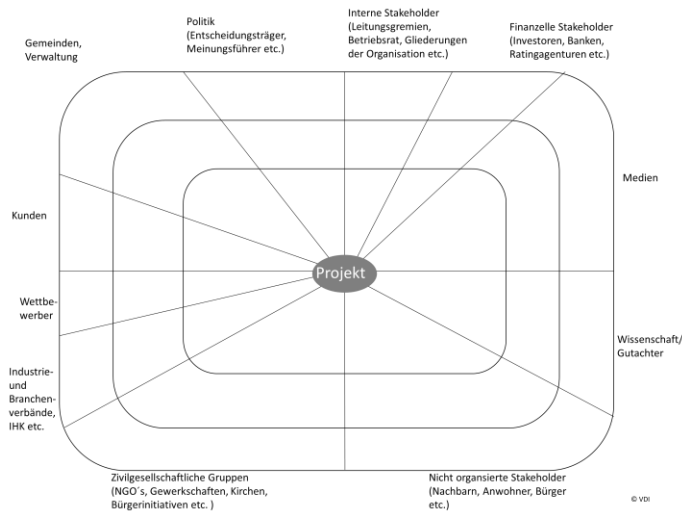 Gemeinden,
Verwaltung
Politik
(Entscheidungsträger,
Meinungsführer etc.)
Interne Stakeholder
(Leitungsgremien,
Betriebsrat, Gliederungen
der Organisation etc.)
Finanzelle Stakeholder
(Investoren, Banken,
Ratingagenturen etc.)
Medien
Kunden
Projekt
Wettbe-
werber
Wissenschaft/
Gutachter
Industrie-
und
Branchen-
verbände,
IHK etc.
Zivilgesellschaftliche Gruppen
(NGO´s, Gewerkschaften, Kirchen,
Bürgerinitiativen etc. )
Nicht organsierte Stakeholder
(Nachbarn, Anwohner, Bürger
etc.)
© VDI